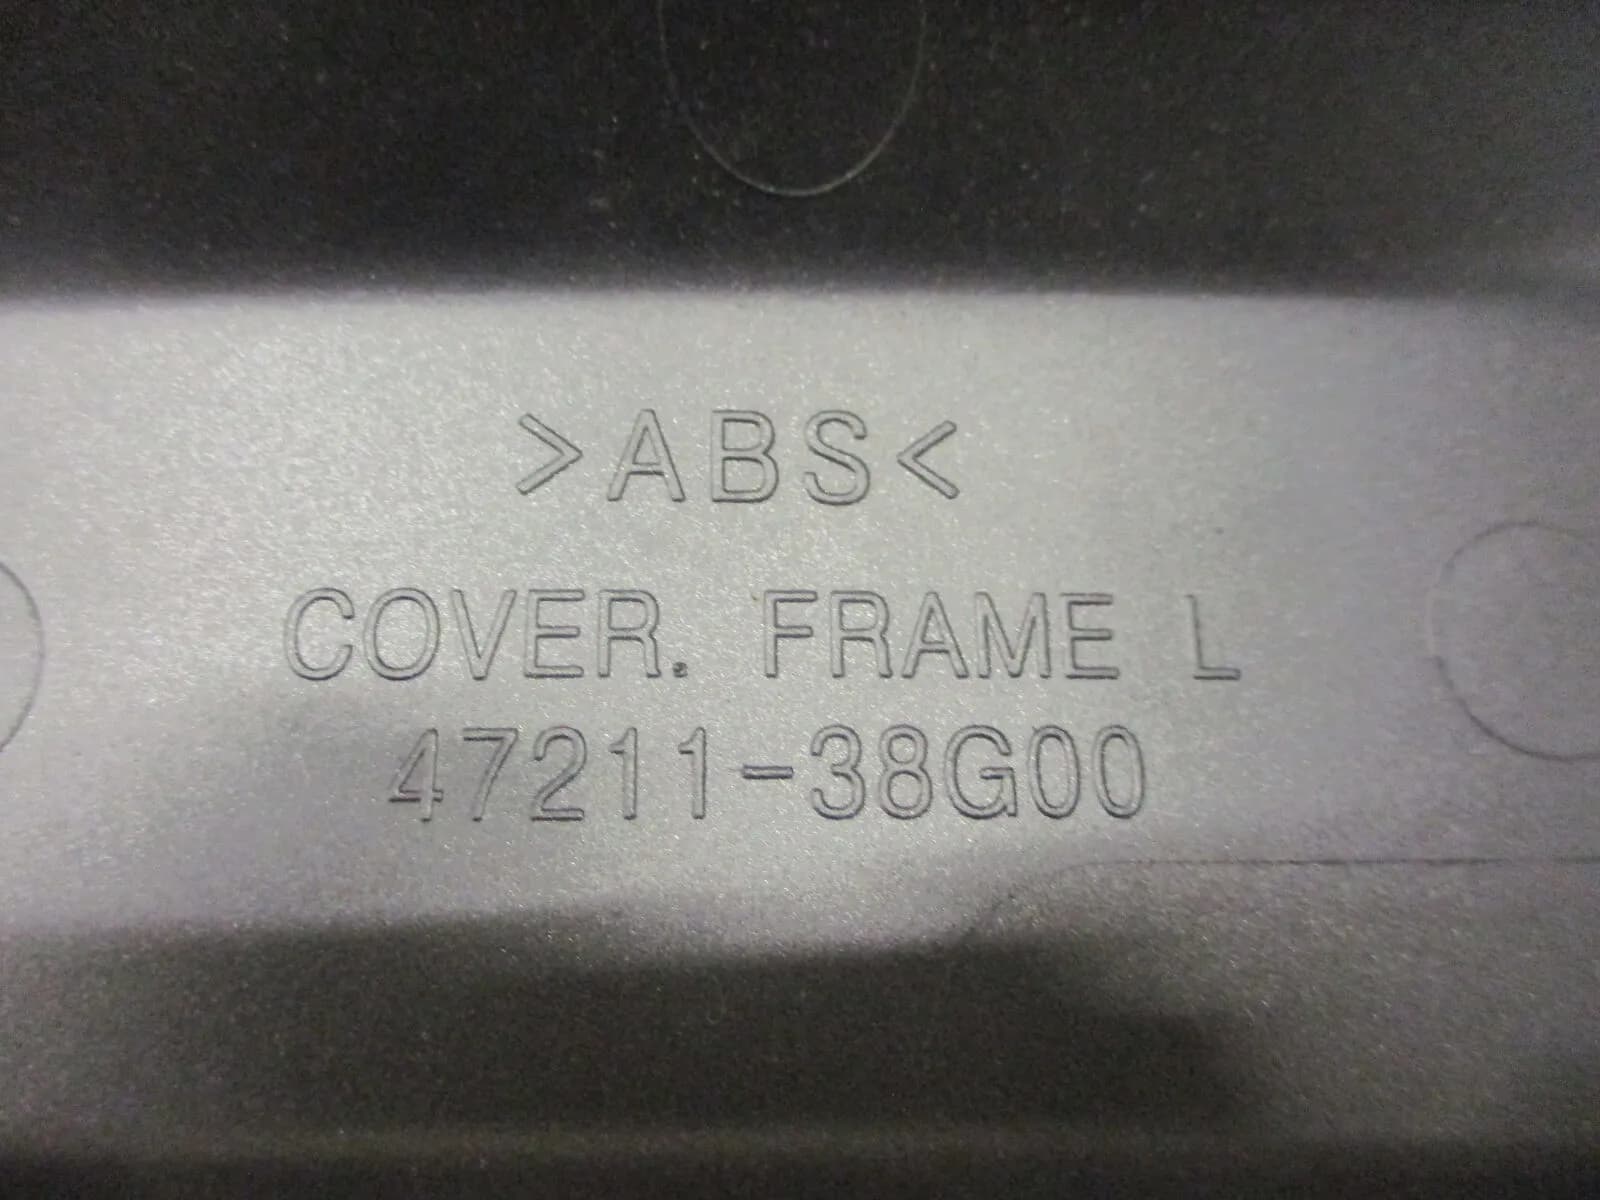 >ABS<
COVER. FRAME L
47211-38G00